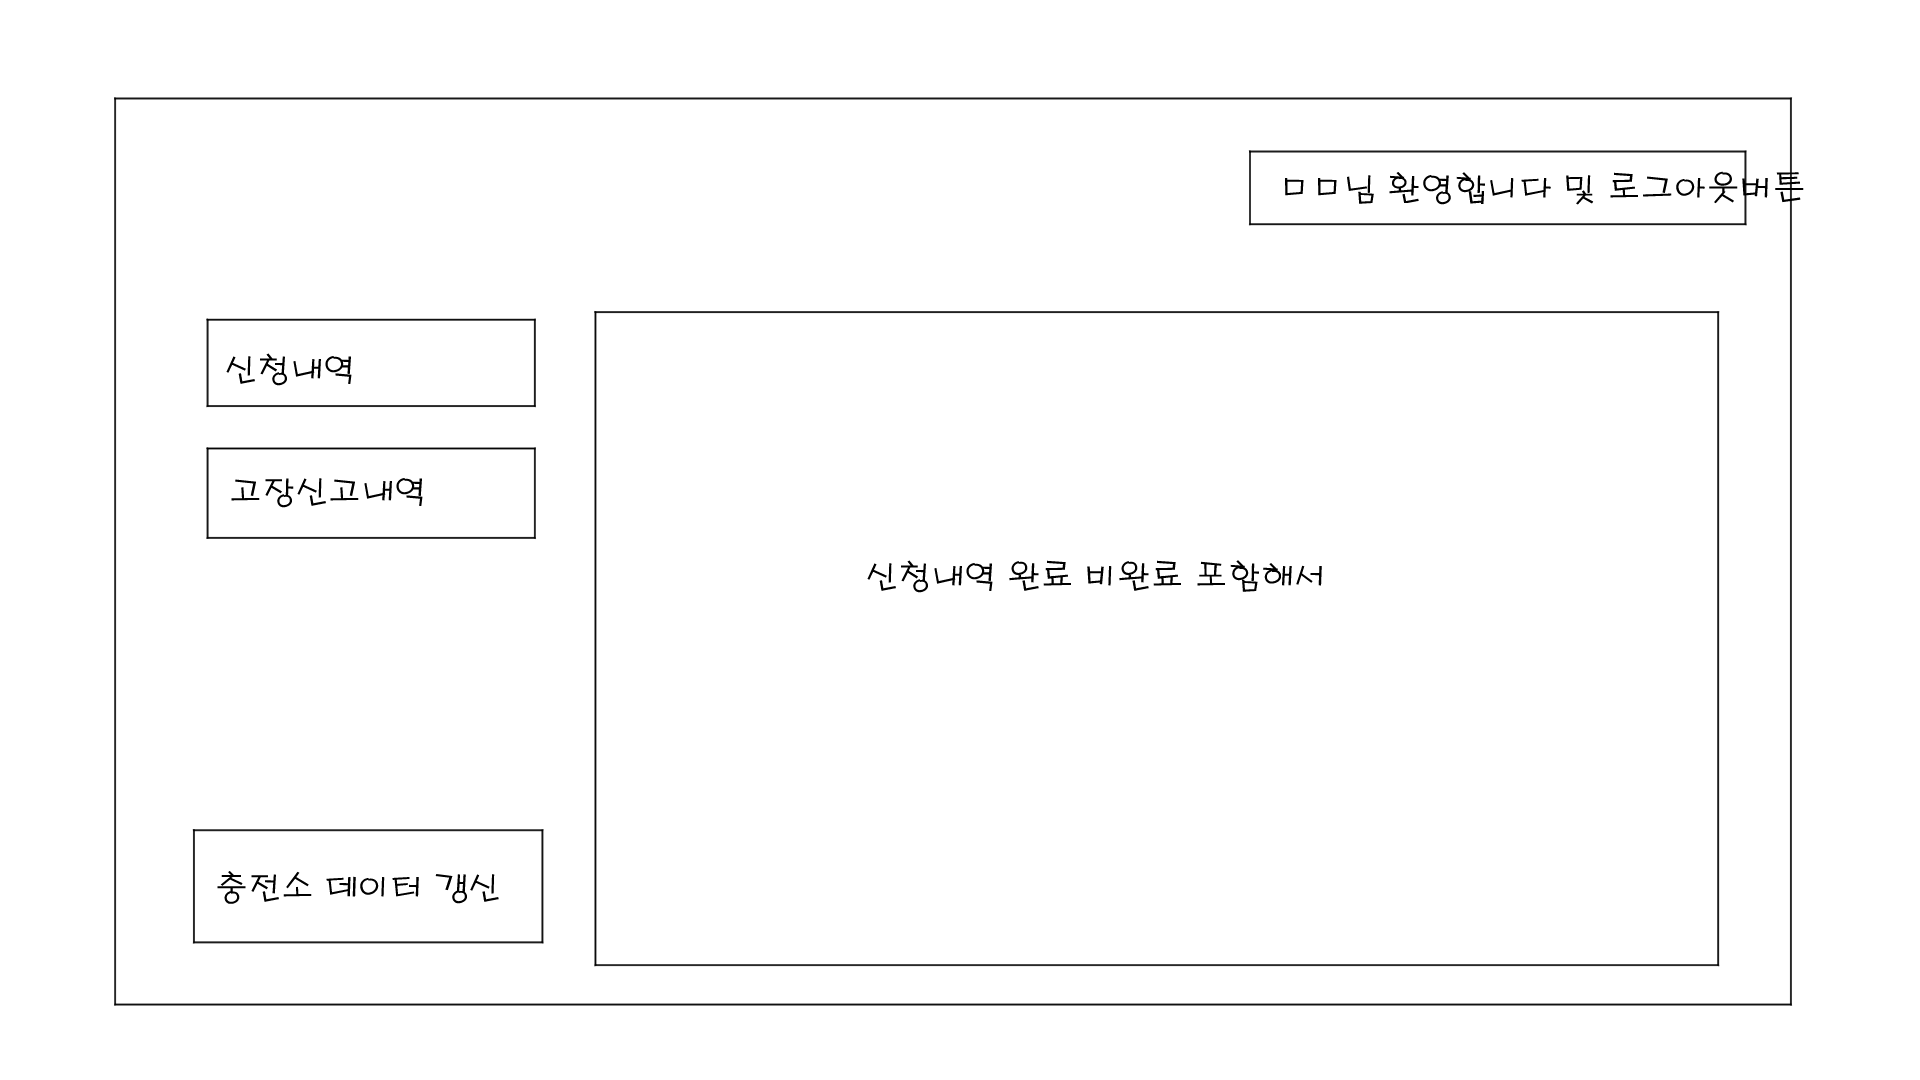 ㅁㅁ님 환영합니다 및 로그아웃버튼
신청내역
고장신고내역
신청내역 완료 비완료 포함해서
충전소 데이터 갱신